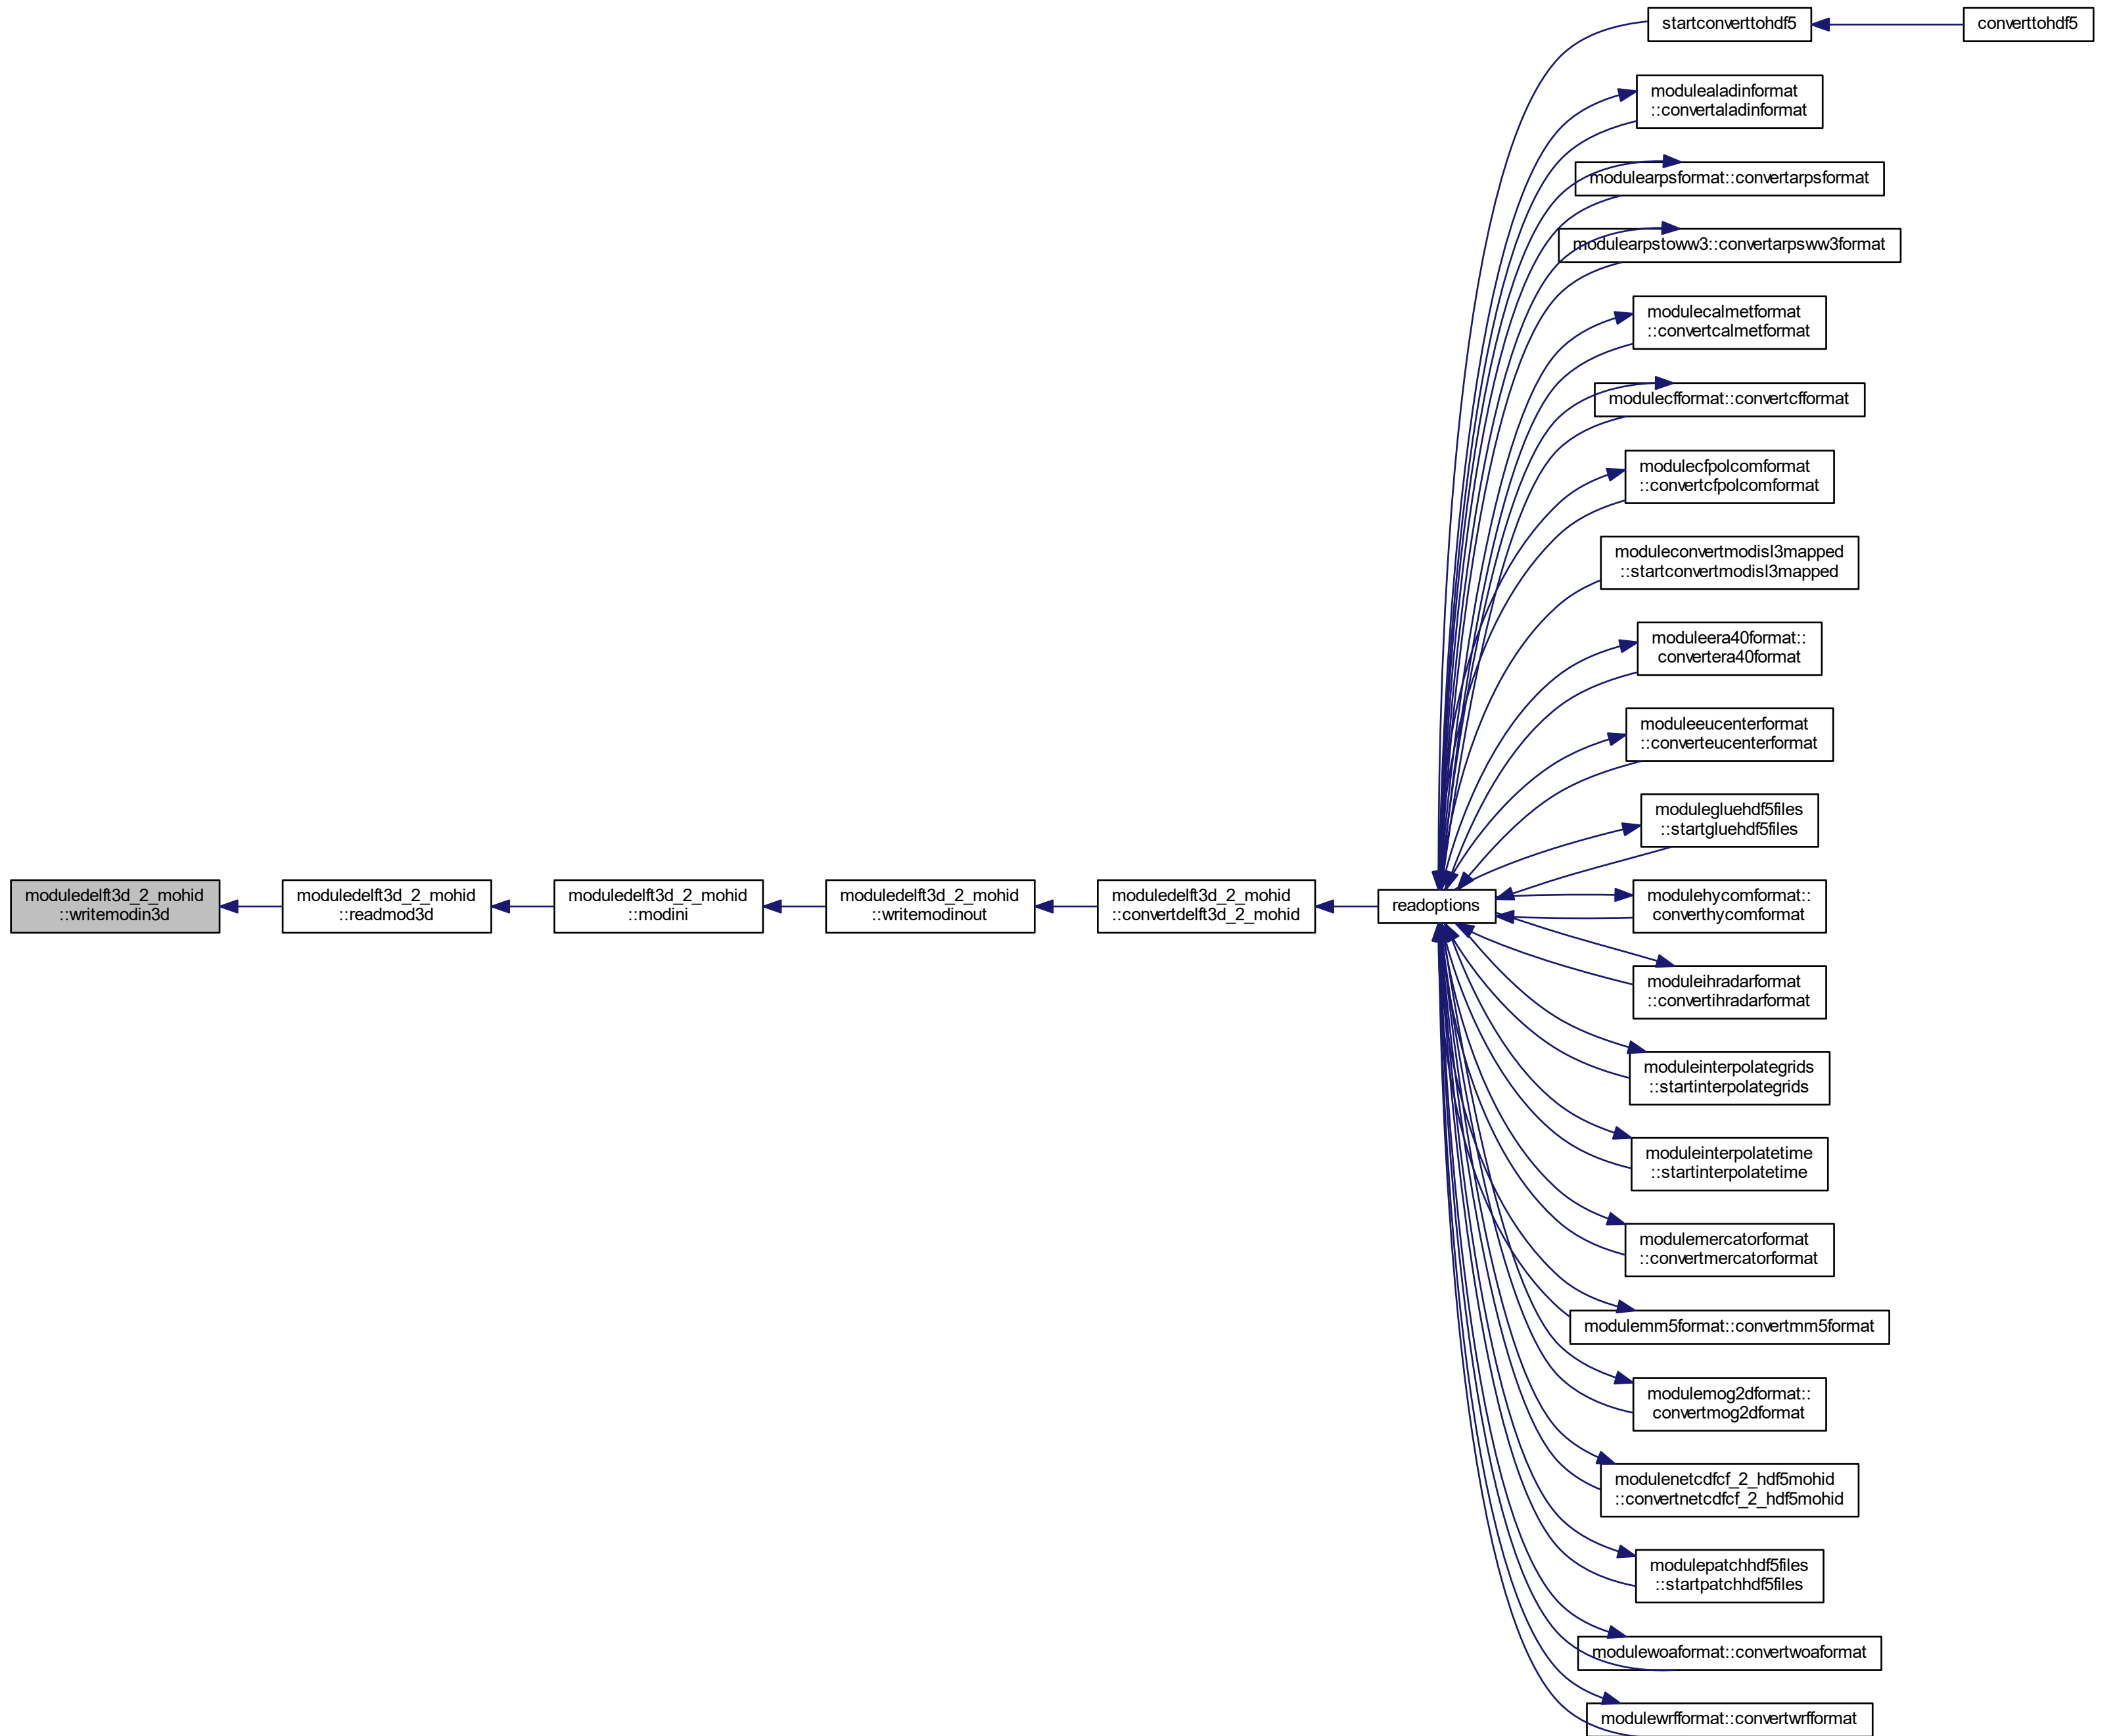 startconverttohdf5
converttohdf5
modulealadinformat
::convertaladinformat
modulearpsformat::convertarpsformat
modulearpstoww3::convertarpsww3format
modulecalmetformat
::convertcalmetformat
modulecfformat::convertcfformat
modulecfpolcomformat
::convertcfpolcomformat
moduleconvertmodisl3mapped
::startconvertmodisl3mapped
moduleera40format::
convertera40format
moduleeucenterformat
::converteucenterformat
modulegluehdf5files
::startgluehdf5files
moduledelft3d_2_mohid
::writemodin3d
moduledelft3d_2_mohid
::readmod3d
moduledelft3d_2_mohid
::modini
moduledelft3d_2_mohid
::writemodinout
moduledelft3d_2_mohid
::convertdelft3d_2_mohid
readoptions
modulehycomformat::
converthycomformat
moduleihradarformat
::convertihradarformat
moduleinterpolategrids
::startinterpolategrids
moduleinterpolatetime
::startinterpolatetime
modulemercatorformat
::convertmercatorformat
modulemm5format::convertmm5format
modulemog2dformat::
convertmog2dformat
modulenetcdfcf_2_hdf5mohid
::convertnetcdfcf_2_hdf5mohid
modulepatchhdf5files
::startpatchhdf5files
modulewoaformat::convertwoaformat
modulewrfformat::convertwrfformat